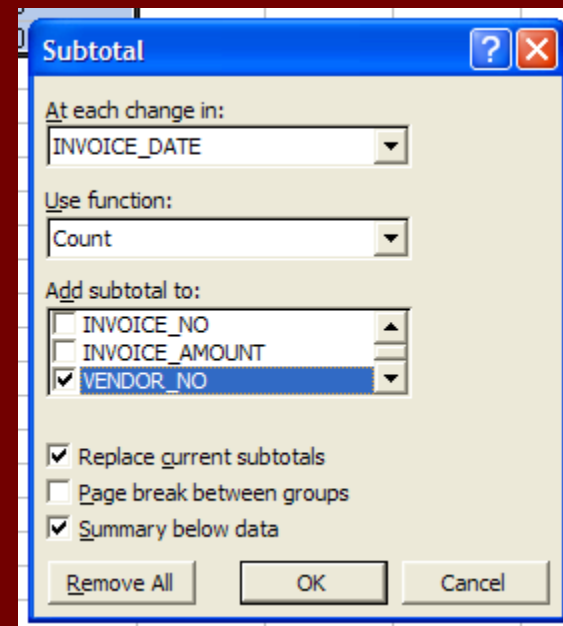 Subtotal
At each change in:
INVOICE_DATE
Use function:
Count
Add subtotal to:
INVOICE_NO
INVOICE_AMOUNT
VENDOR_NO
Replace current subtotals
Page break between groups
Summary below data
Remove All OK Cancel